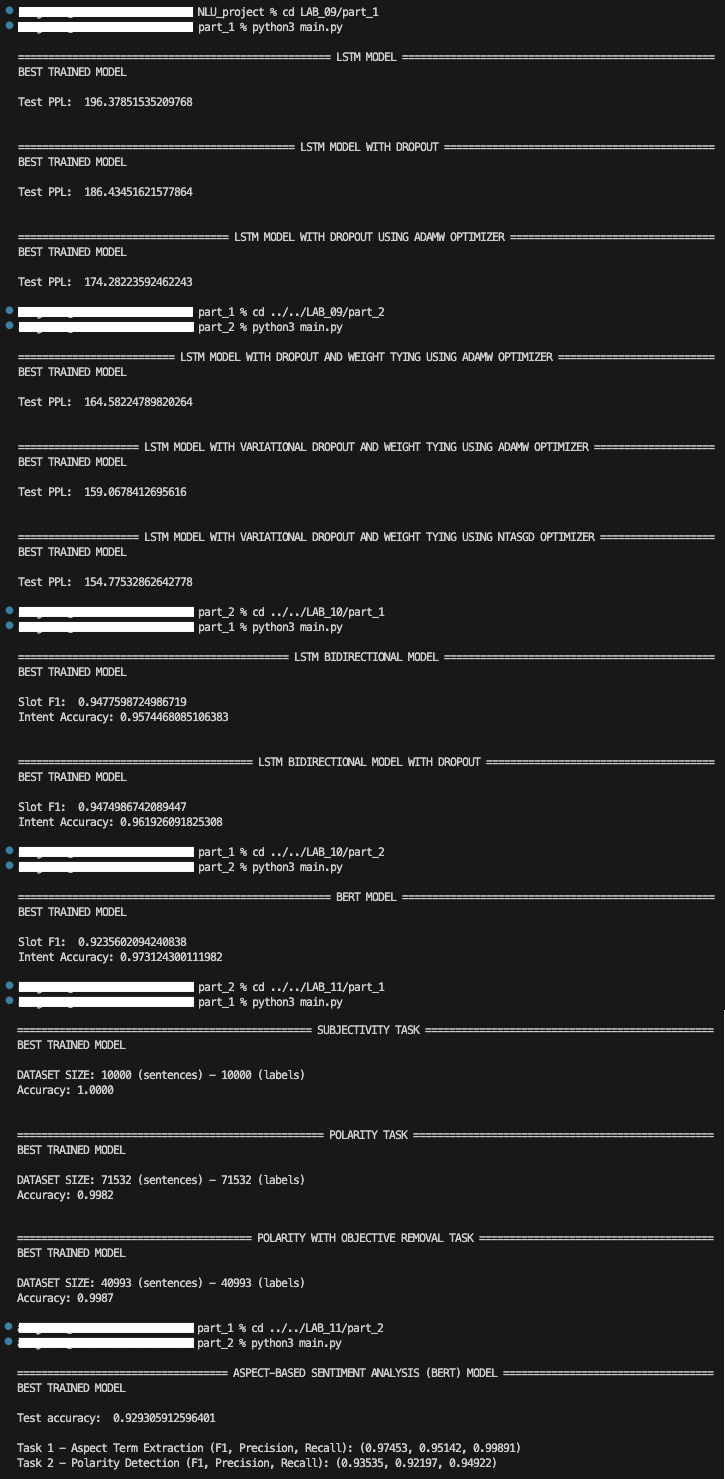 NLU_project % cd LAB_09/part_1
part_1 % python3 main.py
================================================== LSTM MODEL ==================================================
BEST TRAINED MODEL
Test PPL:  196.37851535209768
============================================ LSTM MODEL WITH DROPOUT ============================================
BEST TRAINED MODEL
Test PPL:  186.43451621577864
================================== LSTM MODEL WITH DROPOUT USING ADAMW OPTIMIZER ==================================
BEST TRAINED MODEL
Test PPL:  174.28223592462243
part_1 % cd ../../LAB_09/part_2
part_2 % python3 main.py
========================== LSTM MODEL WITH DROPOUT AND WEIGHT TYING USING ADAMW OPTIMIZER ==========================
BEST TRAINED MODEL
Test PPL:  164.58224789820264
==================== LSTM MODEL WITH VARIATIONAL DROPOUT AND WEIGHT TYING USING ADAMW OPTIMIZER ====================
BEST TRAINED MODEL
Test PPL:  159.0678412695616
==================== LSTM MODEL WITH VARIATIONAL DROPOUT AND WEIGHT TYING USING NTASGD OPTIMIZER ===================
BEST TRAINED MODEL
Test PPL:  154.77532862642778
part_2 % cd ../../LAB_10/part_1
part_1 % python3 main.py
============================================= LSTM BIDIRECTIONAL MODEL =============================================
BEST TRAINED MODEL
Slot F1:  0.9477598724986719
Intent Accuracy: 0.9574468085106383
======================================= LSTM BIDIRECTIONAL MODEL WITH DROPOUT =======================================
BEST TRAINED MODEL
Slot F1:  0.9474986742089447
Intent Accuracy: 0.961926091825308
part_1 % cd ../../LAB_10/part_2
part_2 % python3 main.py
==================================================== BERT MODEL ====================================================
BEST TRAINED MODEL
Slot F1:  0.9235602094240838
Intent Accuracy: 0.973124300111982
part_2 % cd ../../LAB_11/part_1
part_1 % python3 main.py
================================================= SUBJECTIVITY TASK ================================================
BEST TRAINED MODEL
DATASET SIZE: 10000 (sentences) - 10000 (labels)
Accuracy: 1.0000
=================================================== POLARITY TASK ==================================================
BEST TRAINED MODEL
DATASET SIZE: 71532 (sentences) - 71532 (labels)
Accuracy: 0.9982
======================================= POLARITY WITH OBJECTIVE REMOVAL TASK =======================================
BEST TRAINED MODEL
DATASET SIZE: 40993 (sentences) - 40993 (labels)
Accuracy: 0.9987
part_1 % cd ../../LAB_11/part_2
part_2 % python3 main.py
=================================== ASPECT-BASED SENTIMENT ANALYSIS (BERT) MODEL ===================================
BEST TRAINED MODEL
Test accuracy:  0.929305912596401
Task 1 - Aspect Term Extraction (F1, Precision, Recall): (0.97453, 0.95142, 0.99891)
Task 2 - Polarity Detection (F1, Precision, Recall): (0.93535, 0.92197, 0.94922)